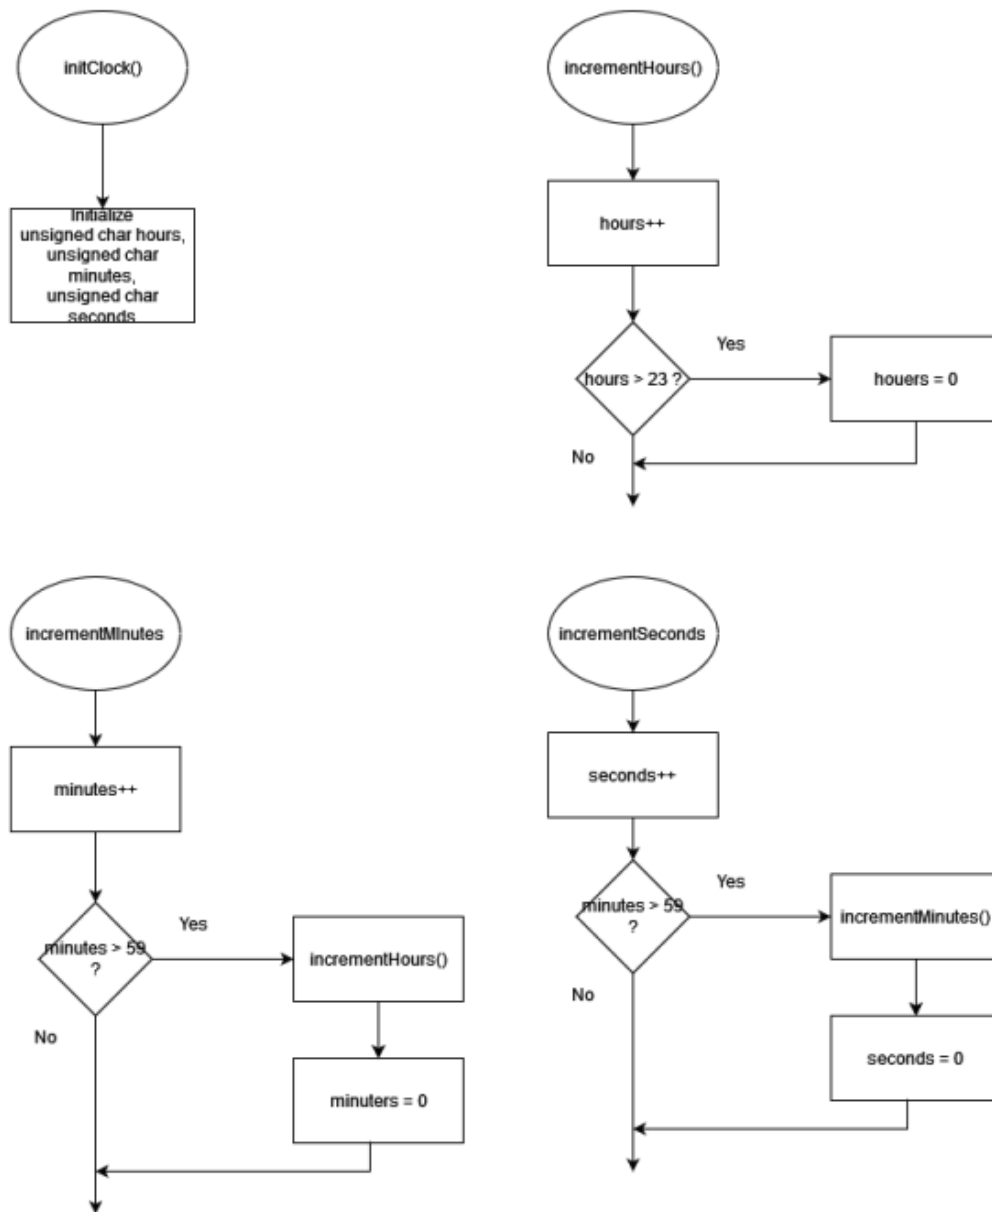 initClock()
Initialize
unsigned char hours,
unsigned char
minutes,
unsigned char
seconds
incrementHours()
hours++
hours > 23 ?
Yes
houers = 0
No
incrementMInutes
minutes++
minutes > 59
?
Yes
incrementHours()
No
minuters = 0
incrementSeconds
seconds++
minutes > 59
?
Yes
incrementMinutes()
No
seconds = 0